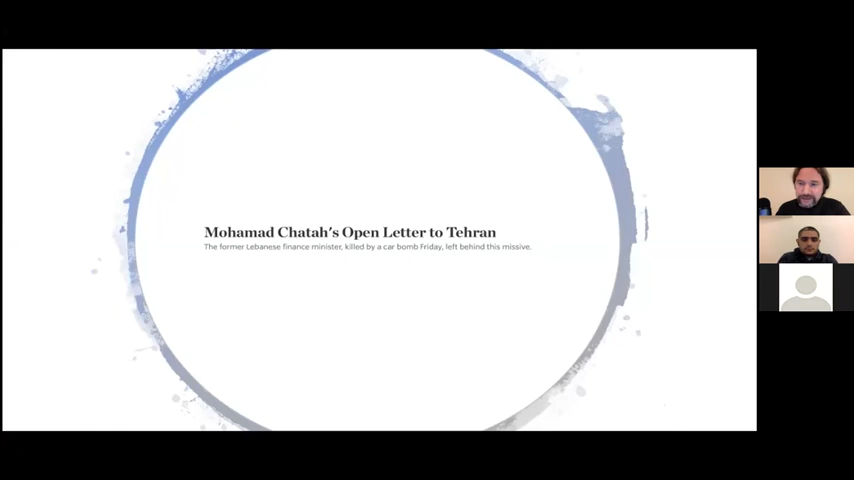 Mohamad Chatah's Open Letter to Tehran
The former Lebanese finance minister, killed by a car bomb Friday, left behind this missive.